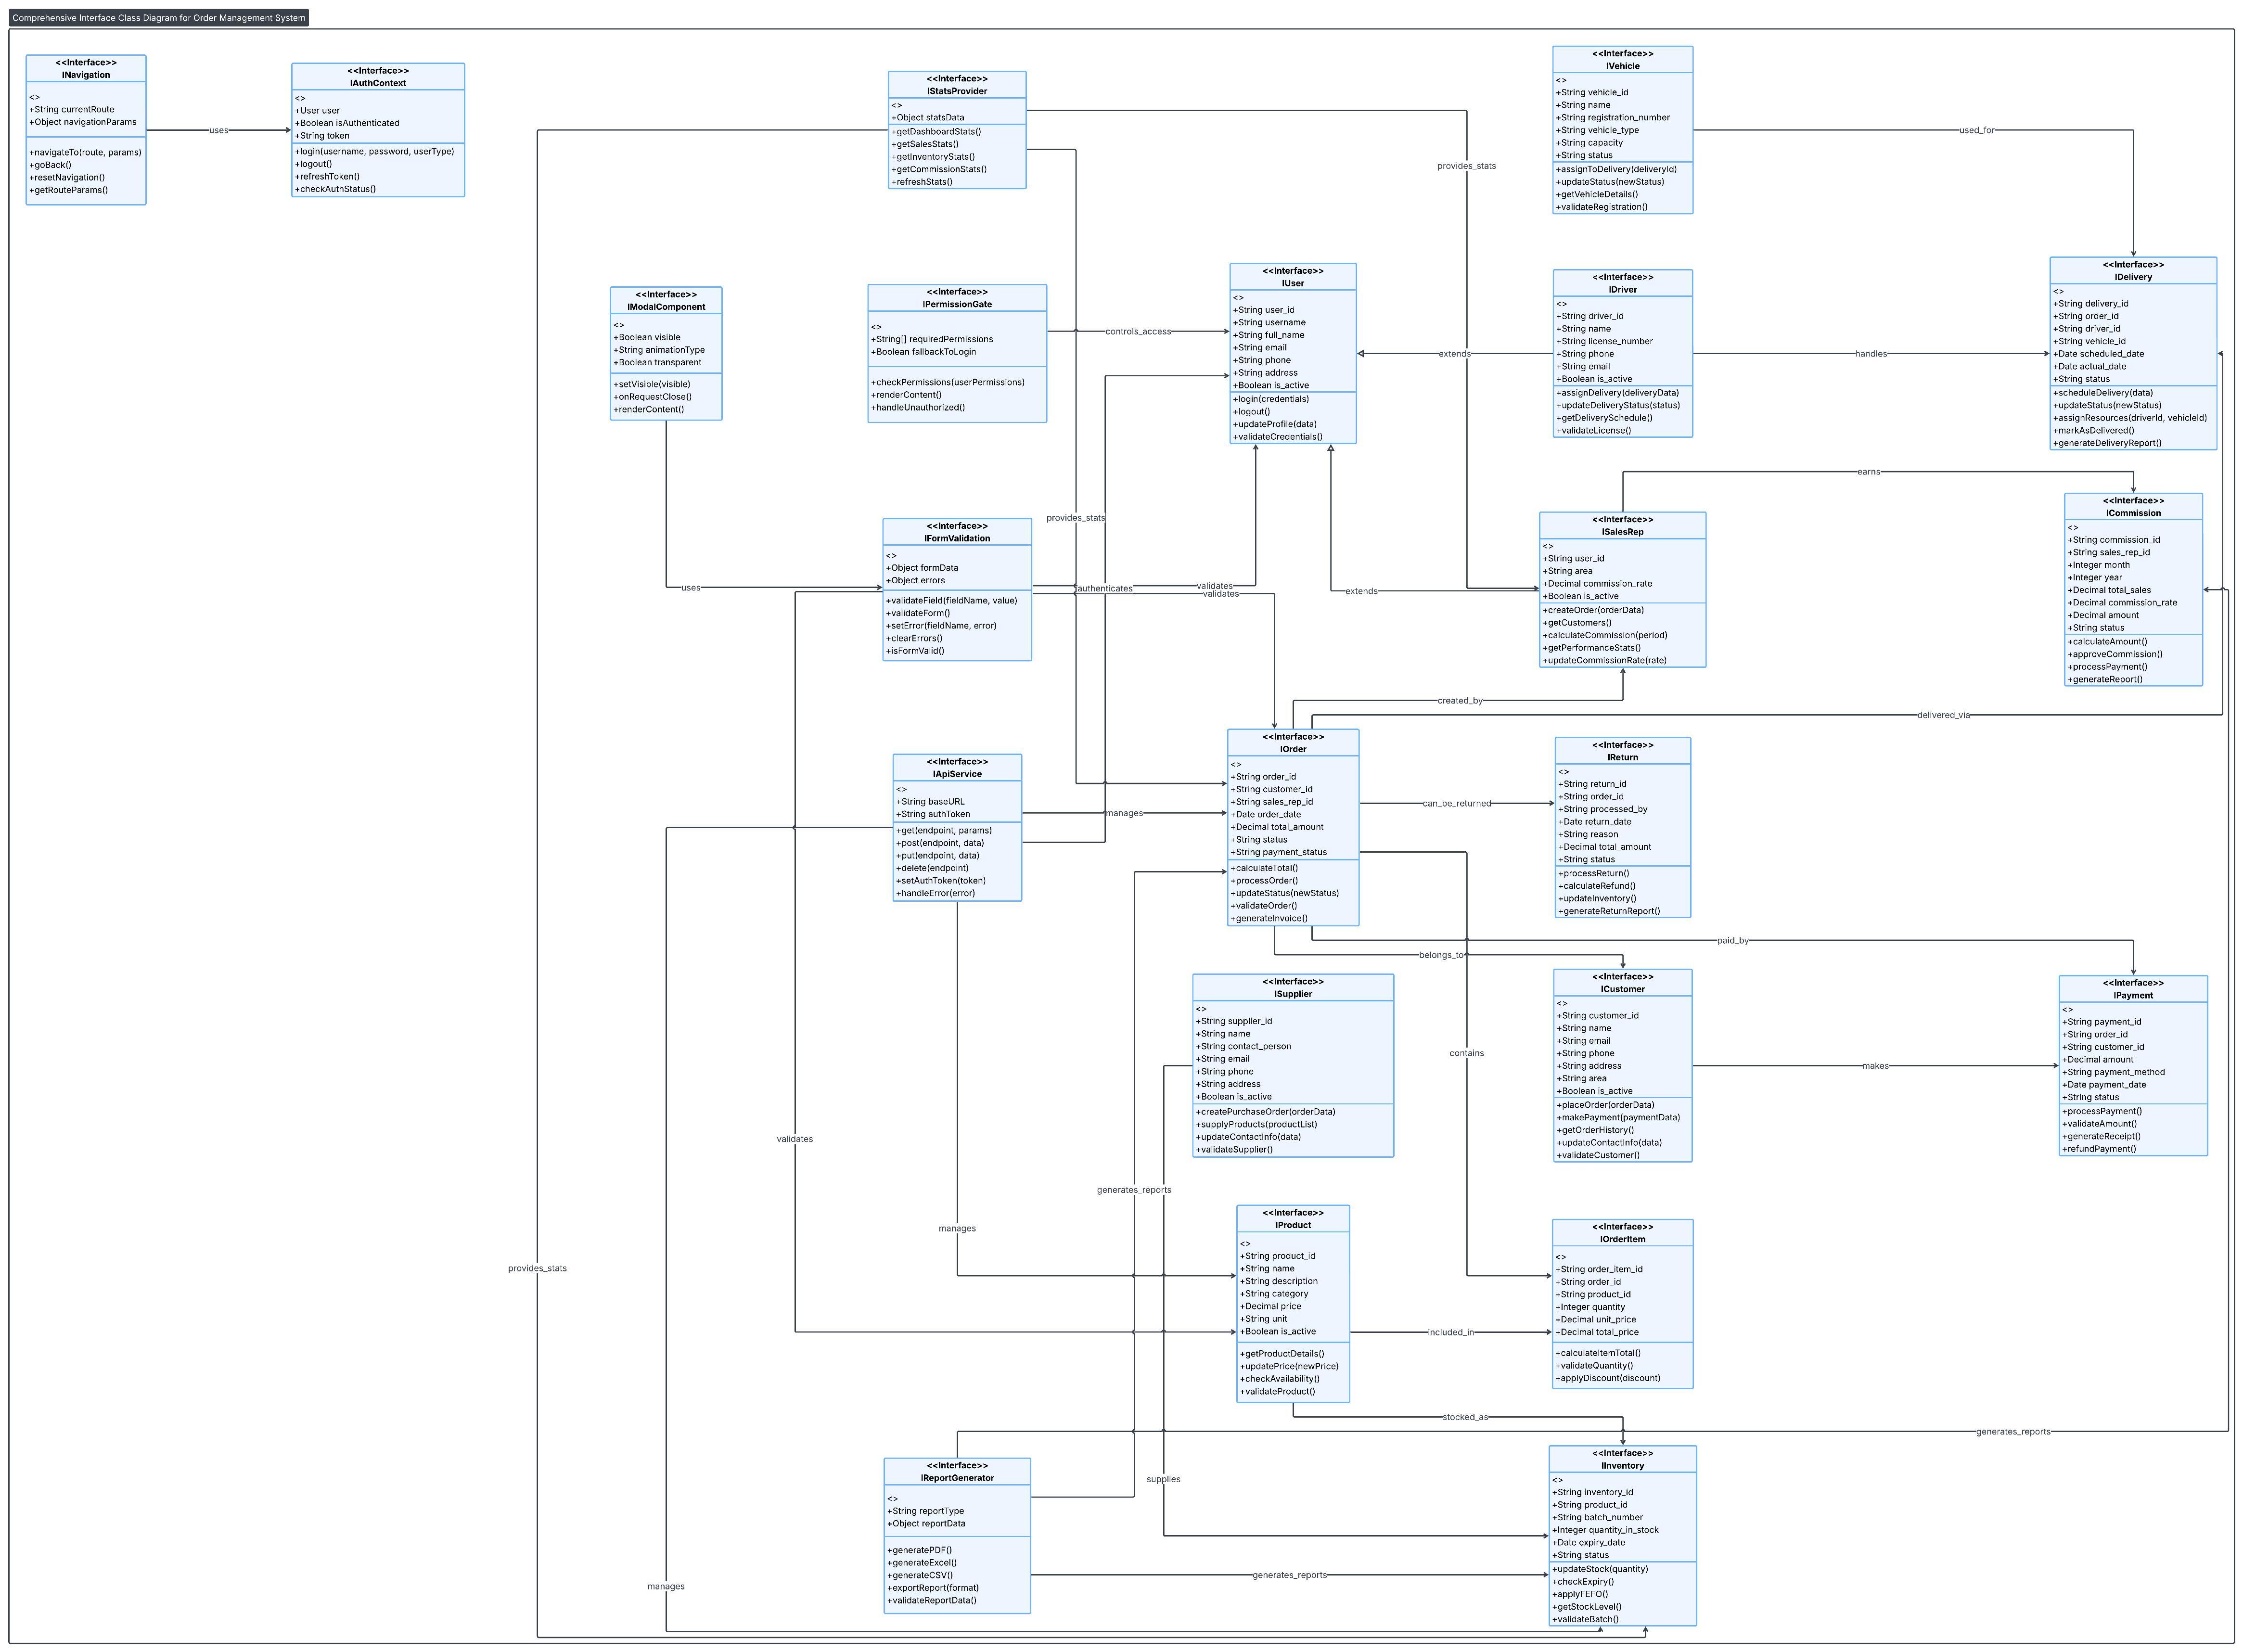 Comprehensive Interface Class Diagram for Order Management System
<<Interface>>
INavigation
<>
+String currentRoute
+Object navigationParams
+navigateTo(route, params)
+goBack()
+resetNavigation()
+getRouteParams()
uses
<<Interface>>
IAuthContext
<>
+User user
+Boolean isAuthenticated
+String token
+login(username, password, userType)
+logout()
+refreshToken()
+checkAuthStatus()
<<Interface>>
IStatsProvider
<>
+Object statsData
+getDashboardStats()
+getSalesStats()
+getInventoryStats()
+getCommissionStats()
+refreshStats()
provides_stats
<<Interface>>
IVehicle
<>
+String vehicle_id
+String name
+String registration_number
+String vehicle_type
+String capacity
+String status
+assignToDelivery(deliveryId)
+updateStatus(newStatus)
+getVehicleDetails()
+validateRegistration()
used_for
<<Interface>>
IModalComponent
<>
+Boolean visible
+String animationType
+Boolean transparent
+setVisible(visible)
+onRequestClose()
+renderContent()
<<Interface>>
IPermissionGate
<>
+String[] requiredPermissions
+Boolean fallbackToLogin
+checkPermissions(userPermissions)
+renderContent()
+handleUnauthorized()
controls_access
<<Interface>>
IUser
<>
+String user_id
+String username
+String full_name
+String email
+String phone
+String address
+Boolean is_active
+login(credentials)
+logout()
+updateProfile(data)
+validateCredentials()
extends
<<Interface>>
IDriver
<>
+String driver_id
+String name
+String license_number
+String phone
+String email
+Boolean is_active
+assignDelivery(deliveryData)
+updateDeliveryStatus(status)
+getDeliverySchedule()
+validateLicense()
handles
<<Interface>>
IDelivery
<>
+String delivery_id
+String order_id
+String driver_id
+String vehicle_id
+Date scheduled_date
+Date actual_date
+String status
+scheduleDelivery(data)
+updateStatus(newStatus)
+assignResources(driverId, vehicleId)
+markAsDelivered()
+generateDeliveryReport()
earns
provides_stats
uses
<<Interface>>
IFormValidation
<>
+Object formData
+Object errors
+validateField(fieldName, value)
+validateForm()
+setError(fieldName, error)
+clearErrors()
+isFormValid()
authenticates
validates
validates
extends
<<Interface>>
ISalesRep
<>
+String user_id
+String area
+Decimal commission_rate
+Boolean is_active
+createOrder(orderData)
+getCustomers()
+calculateCommission(period)
+getPerformanceStats()
+updateCommissionRate(rate)
<<Interface>>
ICommission
<>
+String commission_id
+String sales_rep_id
+Integer month
+Integer year
+Decimal total_sales
+Decimal commission_rate
+Decimal amount
+String status
+calculateAmount()
+approveCommission()
+processPayment()
+generateReport()
created_by
delivered_via
<<Interface>>
IApiService
<>
+String baseURL
+String authToken
+get(endpoint, params)
+post(endpoint, data)
+put(endpoint, data)
+delete(endpoint)
+setAuthToken(token)
+handleError(error)
manages
<<Interface>>
IOrder
<>
+String order_id
+String customer_id
+String sales_rep_id
+Date order_date
+Decimal total_amount
+String status
+String payment_status
+calculateTotal()
+processOrder()
+updateStatus(newStatus)
+validateOrder()
+generateInvoice()
can_be_returned
<<Interface>>
IReturn
<>
+String return_id
+String order_id
+String processed_by
+Date return_date
+String reason
+Decimal total_amount
+String status
+processReturn()
+calculateRefund()
+updateInventory()
+generateReturnReport()
paid_by
belongs_to
<<Interface>>
ISupplier
<>
+String supplier_id
+String name
+String contact_person
+String email
+String phone
+String address
+Boolean is_active
+createPurchaseOrder(orderData)
+supplyProducts(productList)
+updateContactInfo(data)
+validateSupplier()
contains
<<Interface>>
ICustomer
<>
+String customer_id
+String name
+String email
+String phone
+String address
+String area
+Boolean is_active
+placeOrder(orderData)
+makePayment(paymentData)
+getOrderHistory()
+updateContactInfo(data)
+validateCustomer()
makes
<<Interface>>
IPayment
<>
+String payment_id
+String order_id
+String customer_id
+Decimal amount
+String payment_method
+Date payment_date
+String status
+processPayment()
+validateAmount()
+generateReceipt()
+refundPayment()
validates
generates_reports
manages
provides_stats
<<Interface>>
IProduct
<>
+String product_id
+String name
+String description
+String category
+Decimal price
+String unit
+Boolean is_active
+getProductDetails()
+updatePrice(newPrice)
+checkAvailability()
+validateProduct()
included_in
<<Interface>>
IOrderItem
<>
+String order_item_id
+String order_id
+String product_id
+Integer quantity
+Decimal unit_price
+Decimal total_price
+calculateItemTotal()
+validateQuantity()
+applyDiscount(discount)
stocked_as
generates_reports
<<Interface>>
IReportGenerator
<>
+String reportType
+Object reportData
+generatePDF()
+generateExcel()
+generateCSV()
+exportReport(format)
+validateReportData()
supplies
generates_reports
manages
<<Interface>>
IInventory
<>
+String inventory_id
+String product_id
+String batch_number
+Integer quantity_in_stock
+Date expiry_date
+String status
+updateStock(quantity)
+checkExpiry()
+applyFEFO()
+getStockLevel()
+validateBatch()